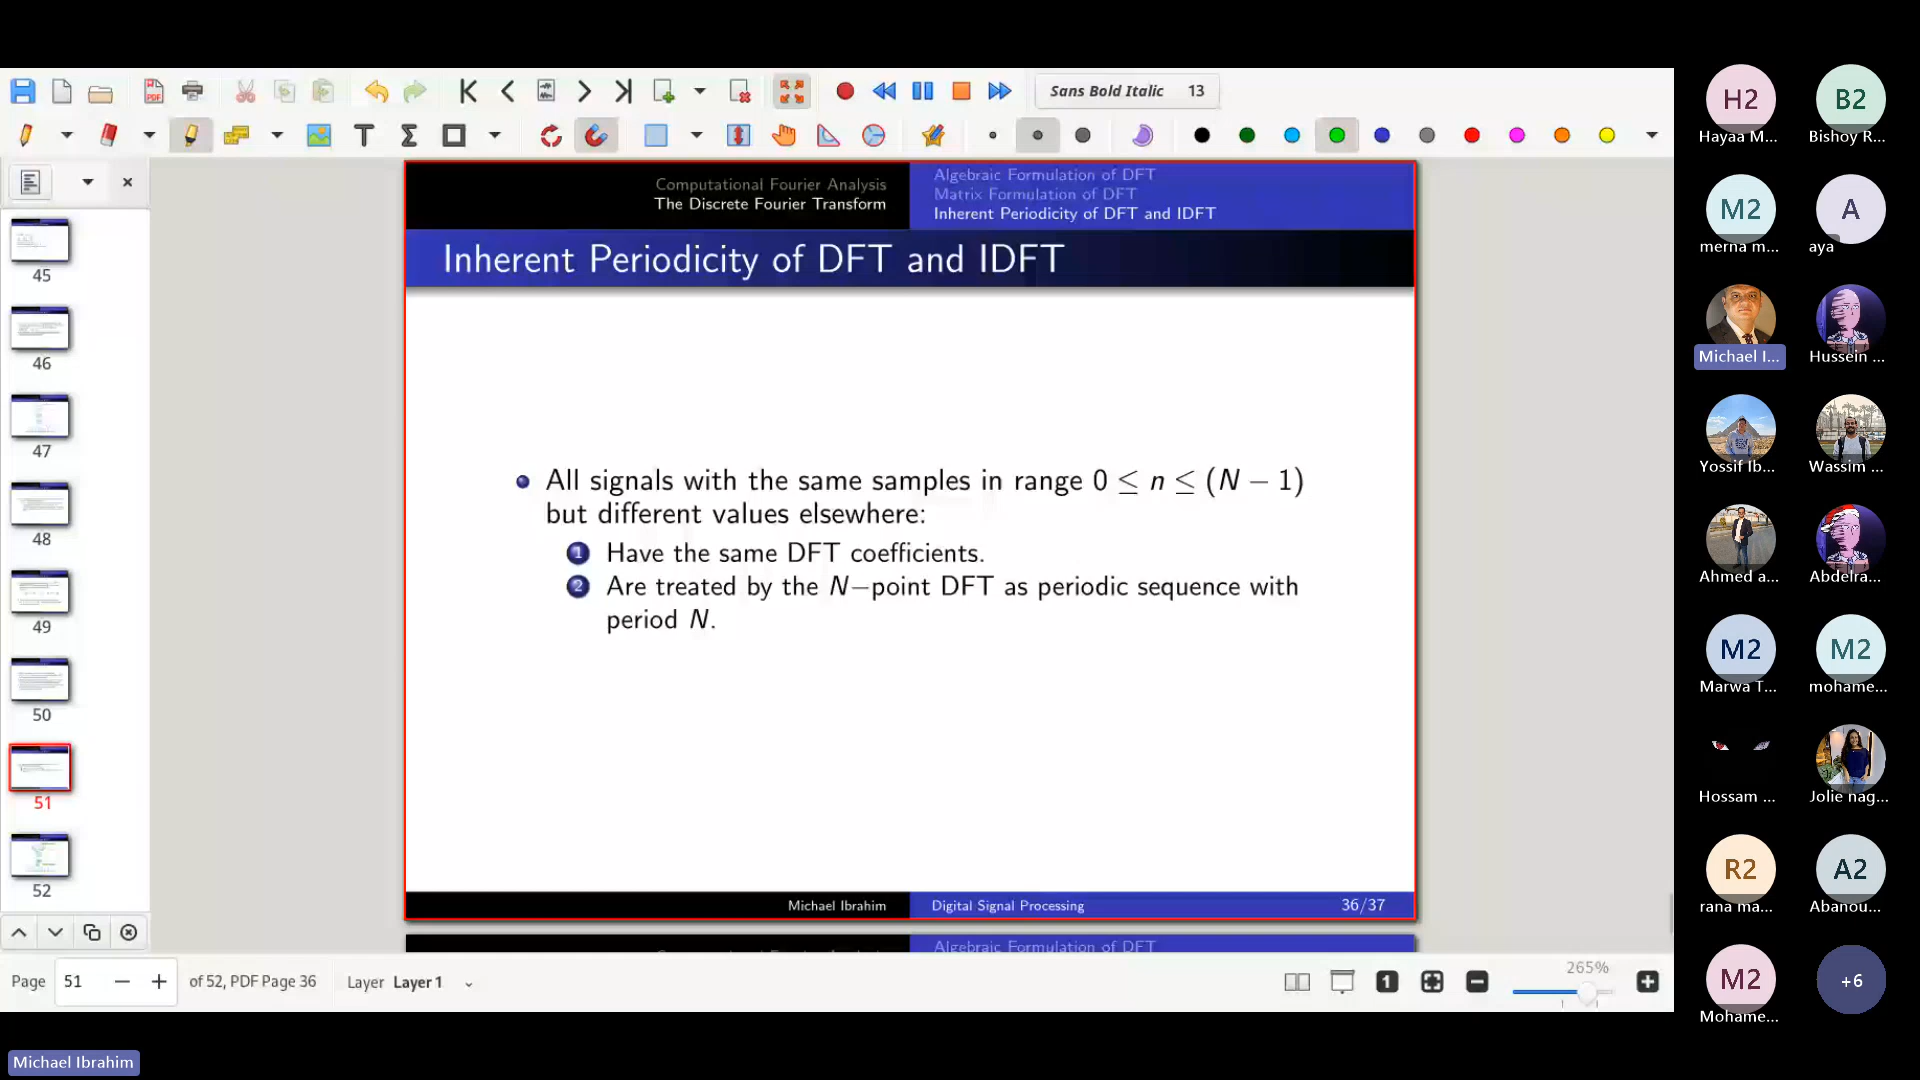 Sans Bold Italic 13
Computational Fourier Analysis
The Discrete Fourier Transform
Algebraic Formulation of DFT
Matrix Formulation of DFT
Inherent Periodicity of DFT and IDFT
Inherent Periodicity of DFT and IDFT
All signals with the same samples in range 0 ≤ n ≤ (N − 1)
but different values elsewhere:
1 Have the same DFT coefficients.
2 Are treated by the N−point DFT as periodic sequence with
period N.
Michael Ibrahim
Digital Signal Processing
36/37
Algebraic Formulation of DFT
45
46
47
48
49
50
51
52
Page 51 of 52, PDF Page 36 Layer Layer 1
265%
H2
Hayaa M...
B2
Bishoy R...
M2
merna m...
A
aya
Michael I...
Hussein ...
Yossif Ib...
Wassim ...
Ahmed a...
Abdelra...
M2
Marwa T...
M2
mohame...
Hossam ...
Jolie nag...
R2
rana ma...
A2
Abanou...
M2
Mohame...
+6
Michael Ibrahim